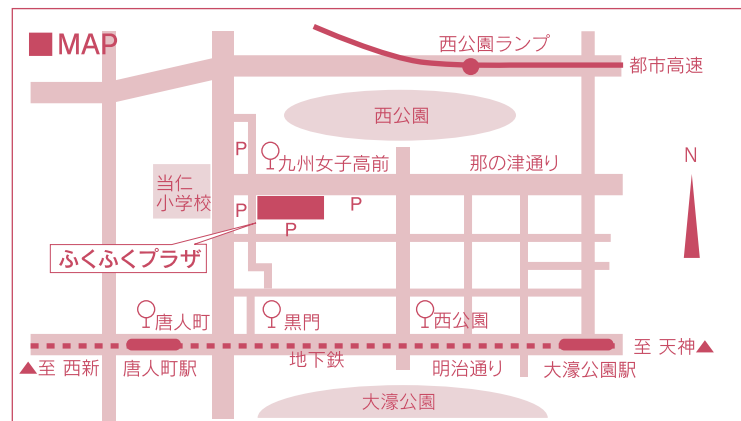 MAP
西公園ランプ
都市高速
西公園
P
九州女子高前
那の津通り
N
当仁
小学校
P
P
P
ふくふくプラザ
唐人町
黒門
西公園
地下鉄
至 天神
至 西新
唐人町駅
明治通り
大濠公園駅
大濠公園